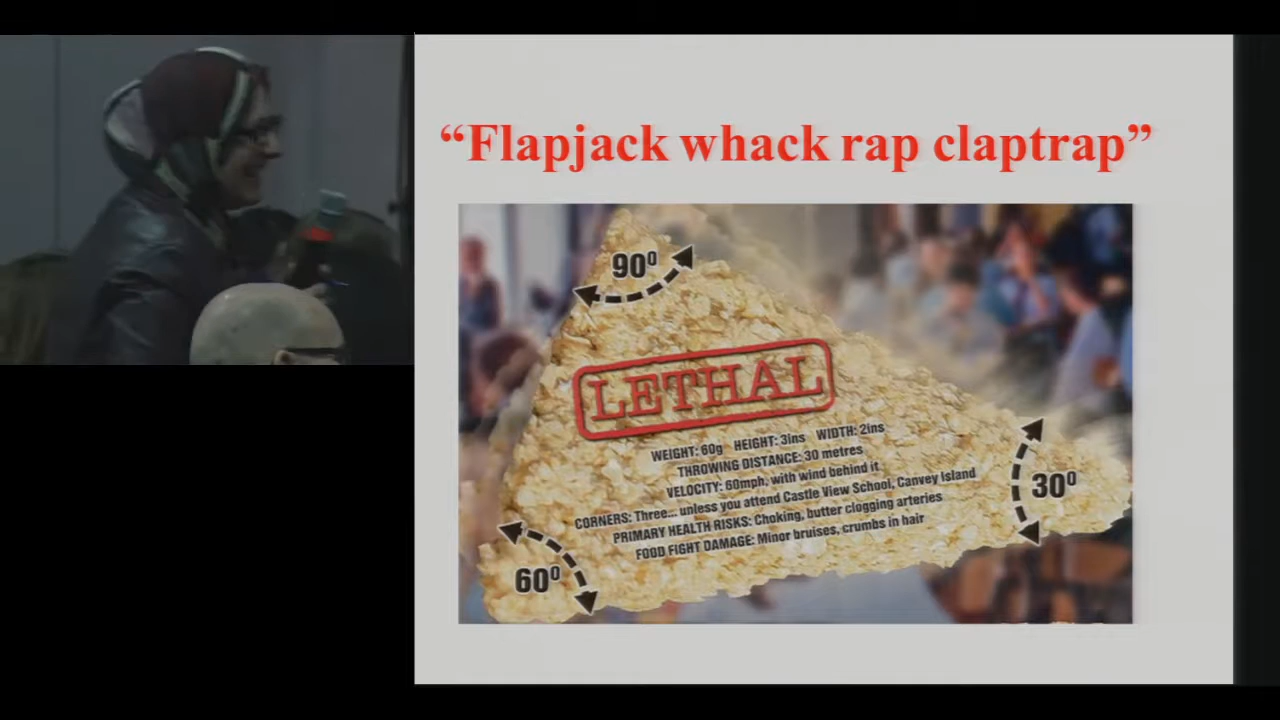 “Flapjack whack rap claptrap”
90⁰
LETHAL
WEIGHT: 60g HEIGHT: 3ins WIDTH: 2ins
THROWING DISTANCE: 30 metres
VELOCITY: 60mph, with wind behind it
CORNERS: Three... unless you attend Castle View School, Canvey Island
PRIMARY HEALTH RISKS: Choking, butter clogging arteries
FOOD FIGHT DAMAGE: Minor bruises, crumbs in hair
30⁰
60⁰